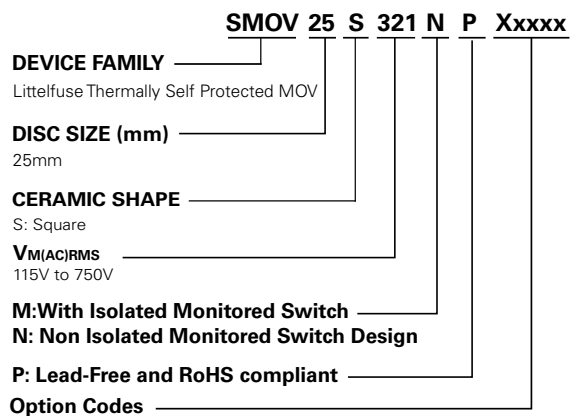 SMOV 25 S 321 N P Xxxxx
DEVICE FAMILY
Littelfuse Thermally Self Protected MOV
DISC SIZE (mm)
25mm
CERAMIC SHAPE
S: Square
VM(AC)RMS
115V to 750V
M:With Isolated Monitored Switch
N: Non Isolated Monitored Switch Design
P: Lead-Free and RoHS compliant
Option Codes